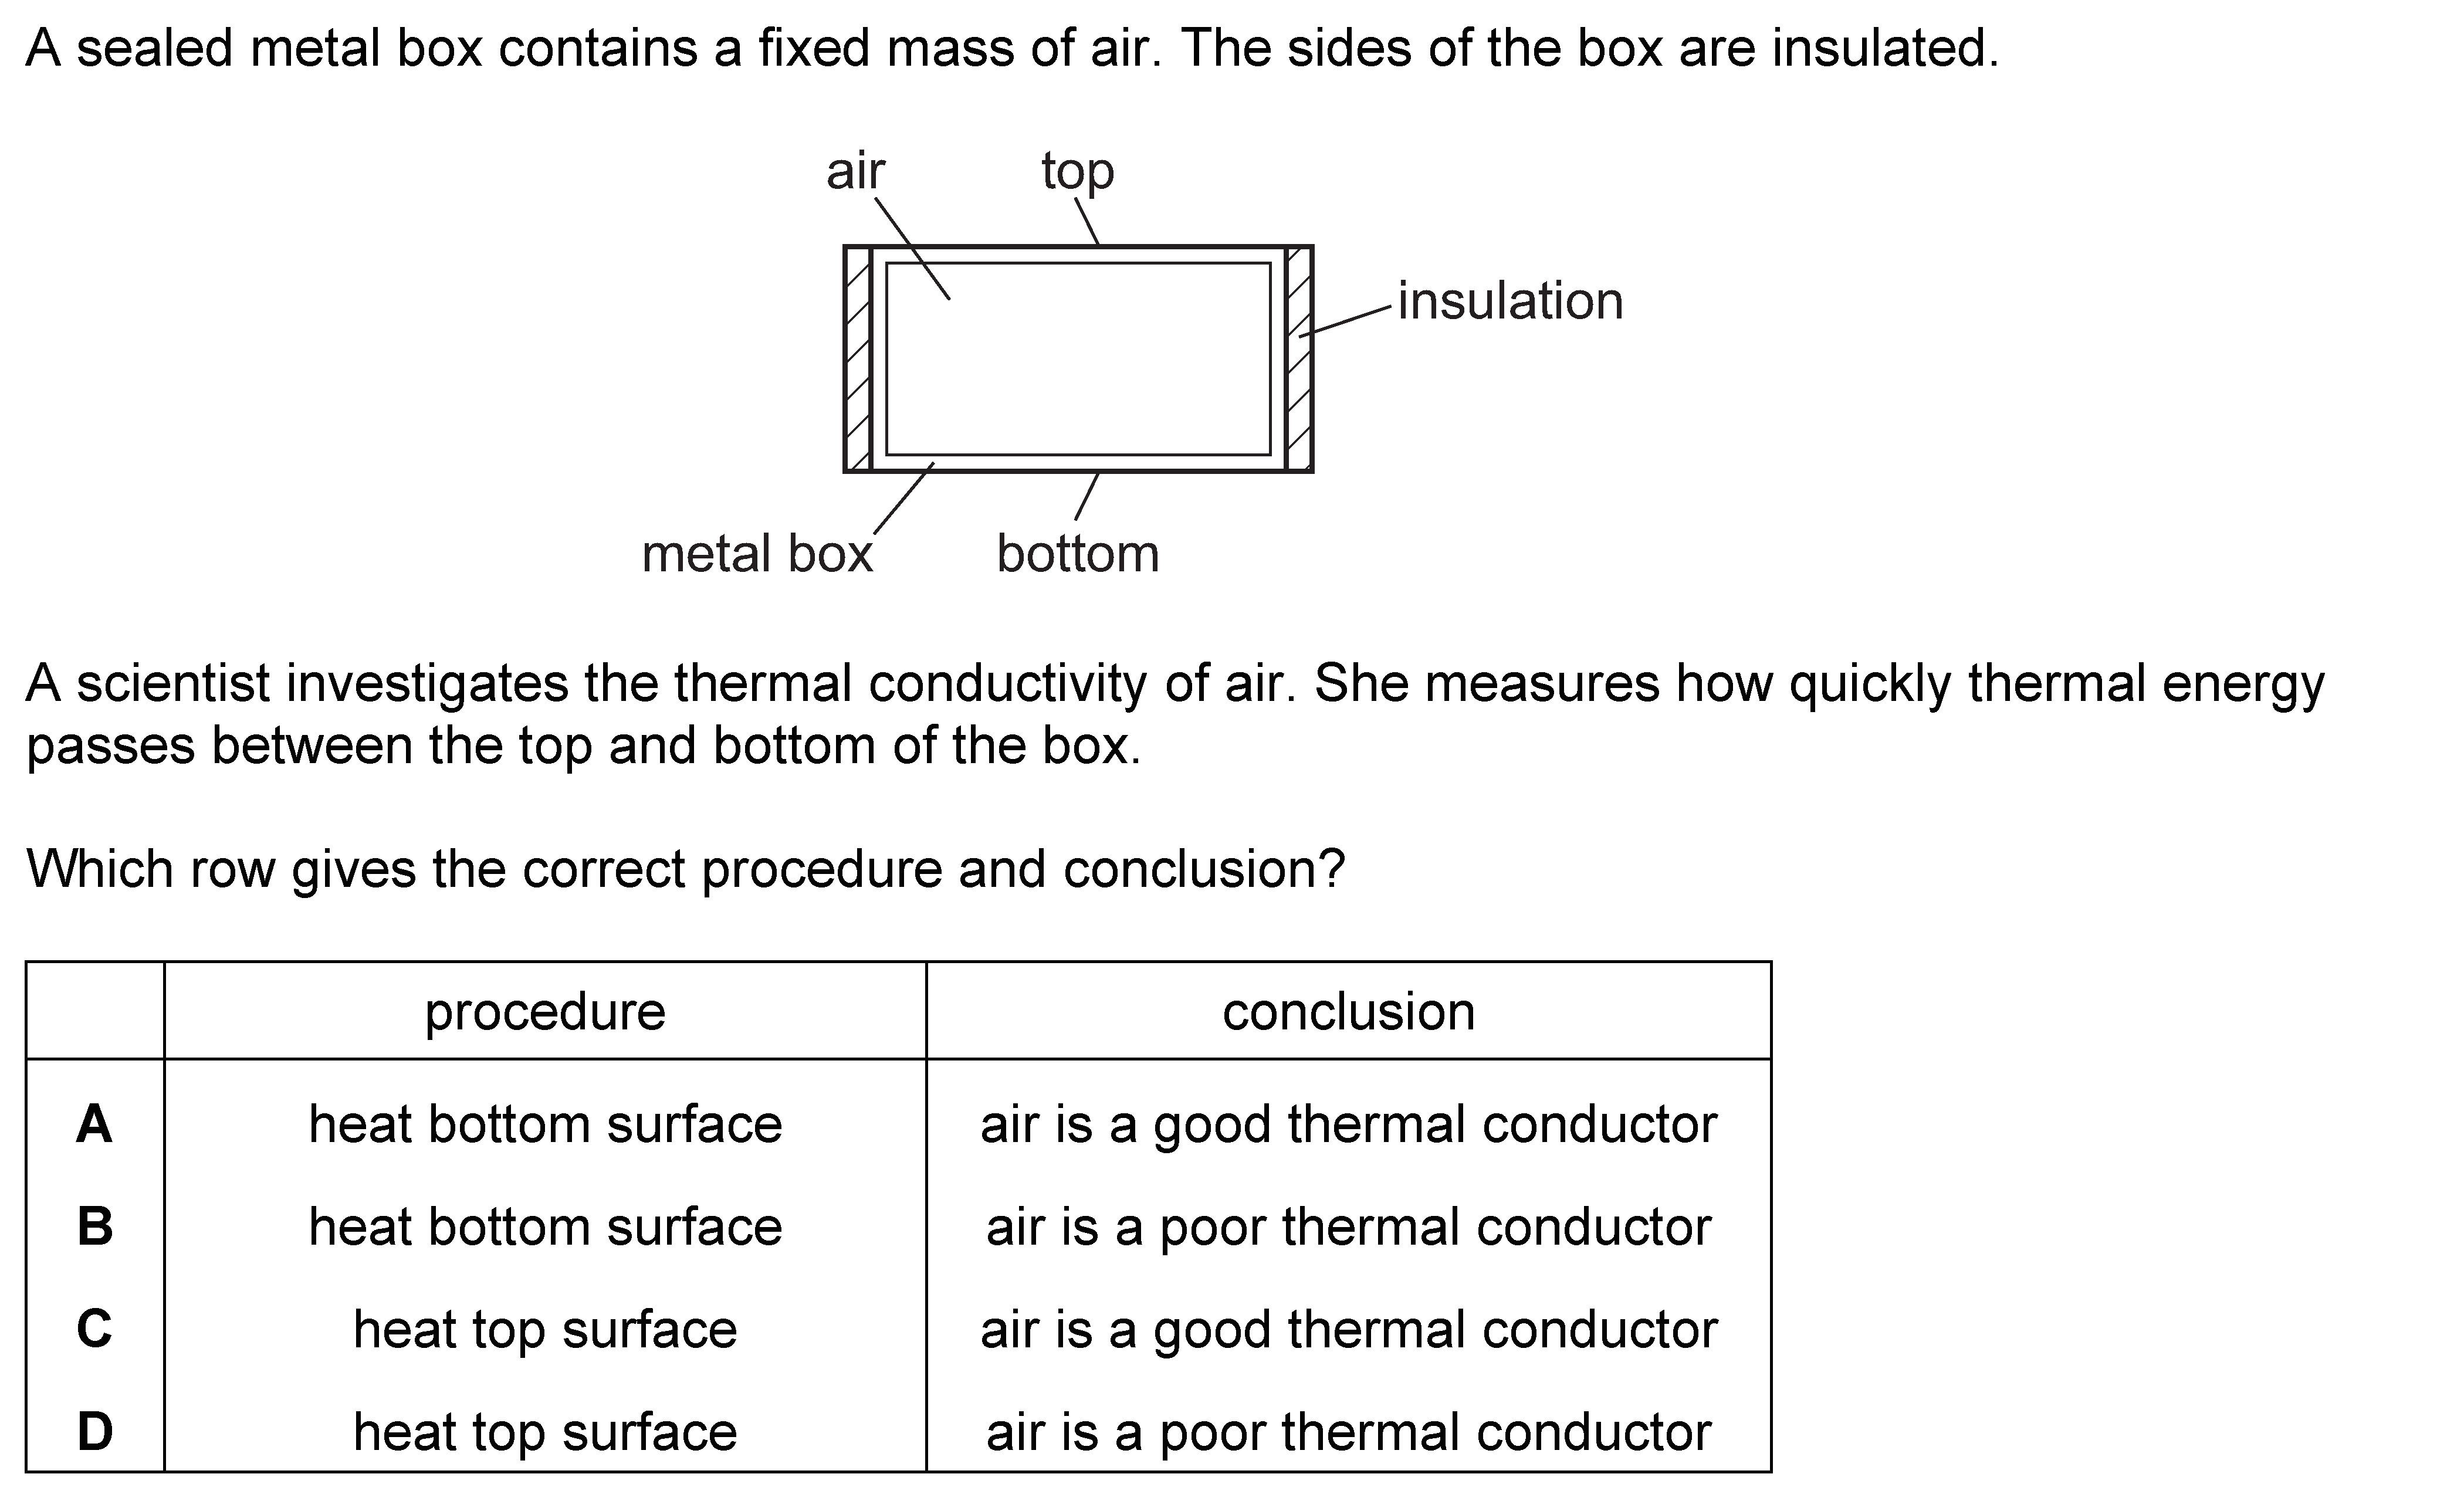 A sealed metal box contains a fixed mass of air. The sides of the box are insulated.
air
top
insulation
metal box
bottom
A scientist investigates the thermal conductivity of air. She measures how quickly thermal energy
passes between the top and bottom of the box.
Which row gives the correct procedure and conclusion?
procedure conclusion
A heat bottom surface air is a good thermal conductor
B heat bottom surface air is a poor thermal conductor
C heat top surface air is a good thermal conductor
D heat top surface air is a poor thermal conductor